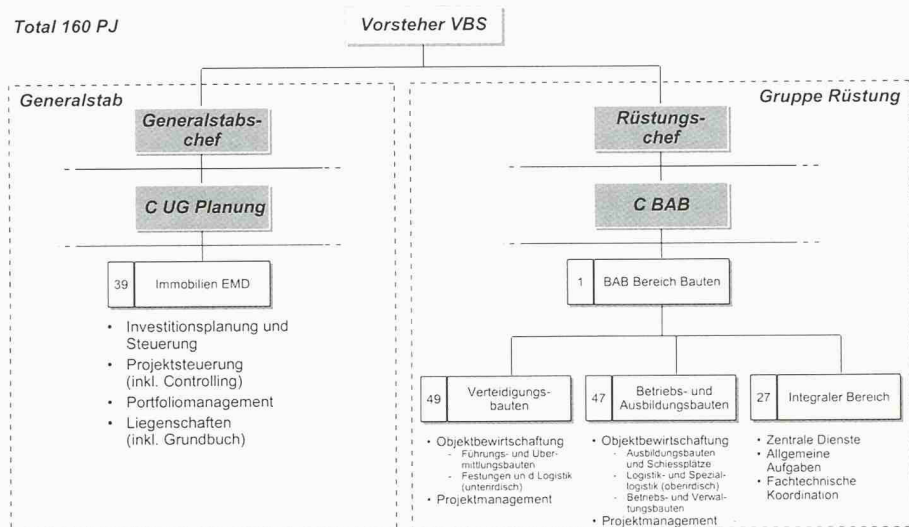 Total 160 PJ
Vorsteher VBS
Generalstab
Gruppe Rüstung
Generalstabs-
chef
Rüstungs-
chef
C UG Planung
C BAB
39 Immobilien EMD
1 BAB Bereich Bauten
• Investitionsplanung und
Steuerung
• Projektsteuerung
(inkl. Controlling)
• Portfoliomanagement
• Liegenschaften
(inkl. Grundbuch)
49 Verteidigungs-
bauten
• Objektbewirtschaftung
- Führungs- und Über-
mittlungsbauten
- Festungen un d Logistik
(unterirdisch)
• Projektmanagement
47 Betriebs- und
Ausbildungsbauten
• Objektbewirtschaftung
- Ausbildungsbauten
und Schiessplätze
- Logistik- und Spezial-
logistik (oberirdisch)
- Betriebs- und Verwal-
tungsbauten
• Projektmanagement
27 Integraler Bereich
• Zentrale Dienste
• Allgemeine
Aufgaben
• Fachtechnische
Koordination